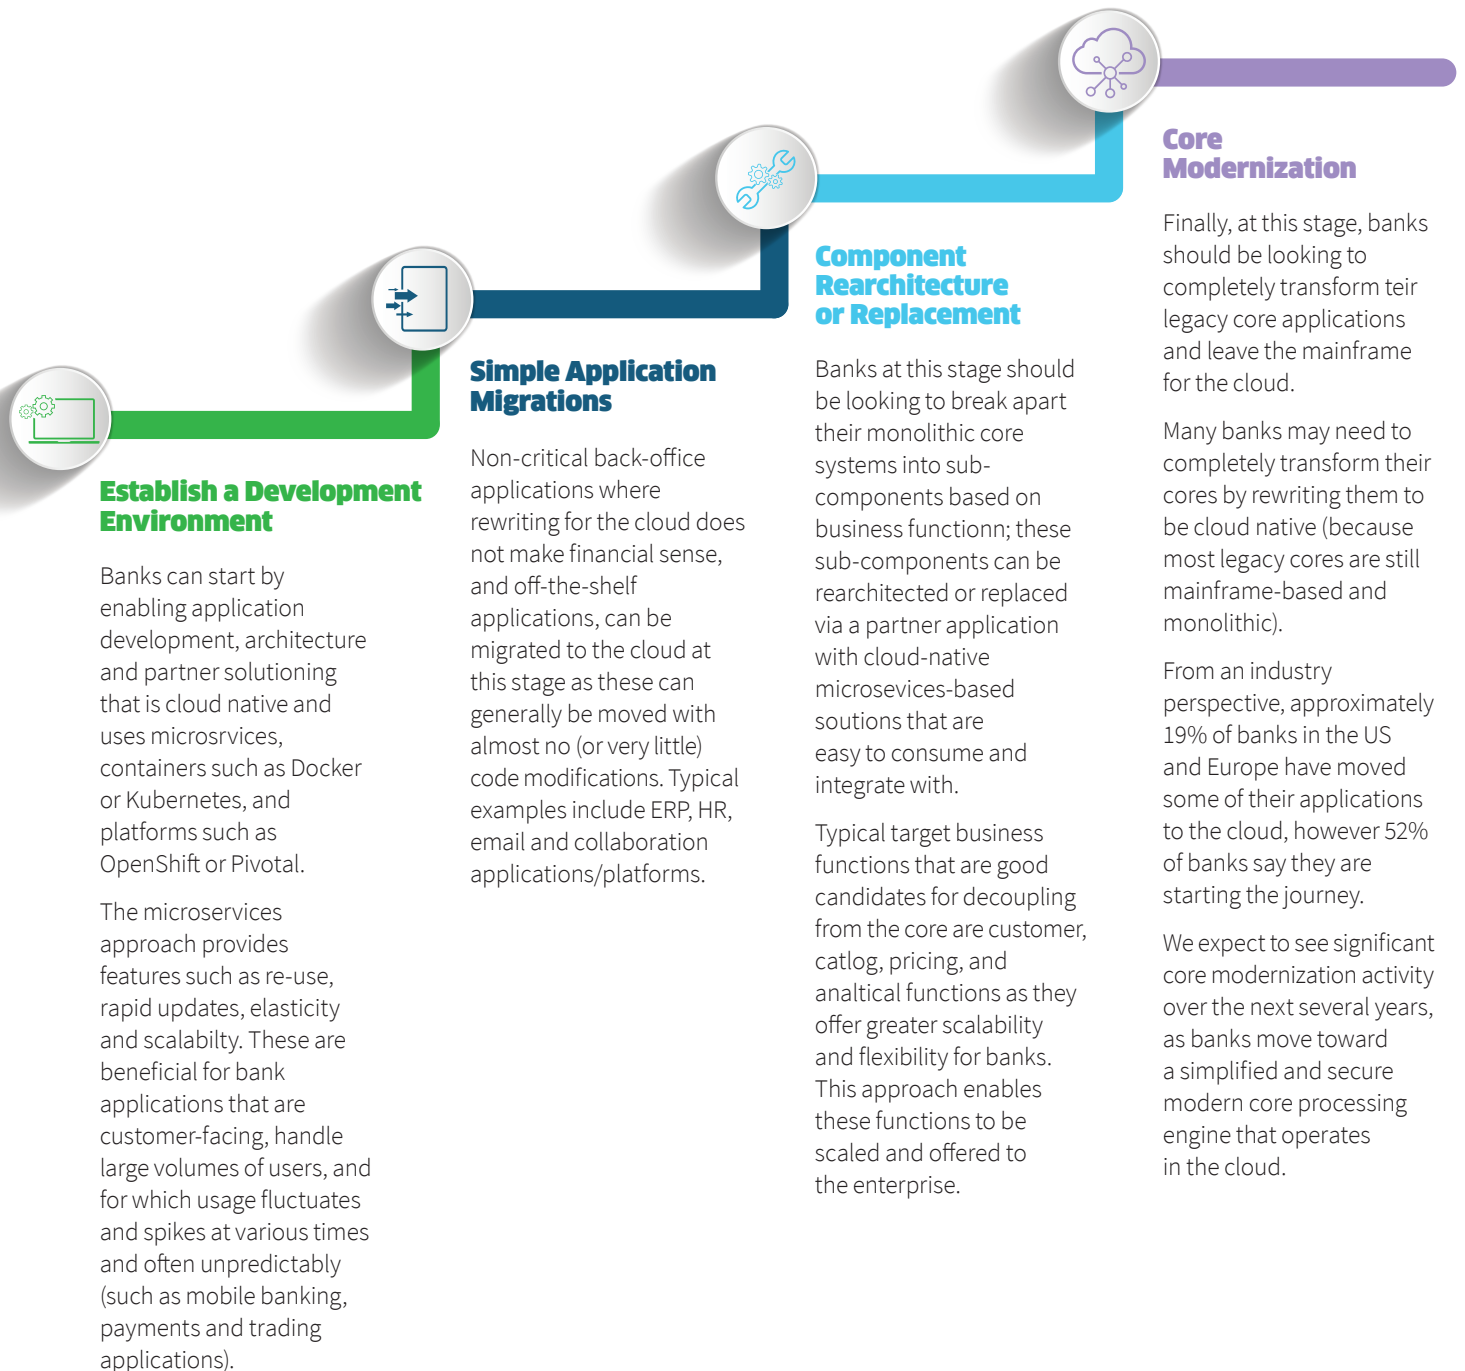 Establish a Development
Environment
Banks can start by
enabling application
development, architecture
and partner solutioning
that is cloud native and
uses microsrvices,
containers such as Docker
or Kubernetes, and
platforms such as
OpenShift or Pivotal.
The microservices
approach provides
features such as re-use,
rapid updates, elasticity
and scalabilty. These are
beneficial for bank
applications that are
customer-facing, handle
large volumes of users, and
for which usage fluctuates
and spikes at various times
and often unpredictably
(such as mobile banking,
payments and trading
applications).
Simple Application
Migrations
Non-critical back-office
applications where
rewriting for the cloud does
not make financial sense,
and off-the-shelf
applications, can be
migrated to the cloud at
this stage as these can
generally be moved with
almost no (or very little)
code modifications. Typical
examples include ERP, HR,
email and collaboration
applications/platforms.
Component
Rearchitecture
or Replacement
Banks at this stage should
be looking to break apart
their monolithic core
systems into sub-
components based on
business functionn; these
sub-components can be
rearchitected or replaced
via a partner application
with cloud-native
microsevices-based
soutions that are
easy to consume and
integrate with.
Typical target business
functions that are good
candidates for decoupling
from the core are customer,
catlog, pricing, and
analtical functions as they
offer greater scalability
and flexibility for banks.
This approach enables
these functions to be
scaled and offered to
the enterprise.
Core
Modernization
Finally, at this stage, banks
should be looking to
completely transform teir
legacy core applications
and leave the mainframe
for the cloud.
Many banks may need to
completely transform their
cores by rewriting them to
be cloud native (because
most legacy cores are still
mainframe-based and
monolithic).
From an industry
perspective, approximately
19% of banks in the US
and Europe have moved
some of their applications
to the cloud, however 52%
of banks say they are
starting the journey.
We expect to see significant
core modernization activity
over the next several years,
as banks move toward
a simplified and secure
modern core processing
engine that operates
in the cloud.